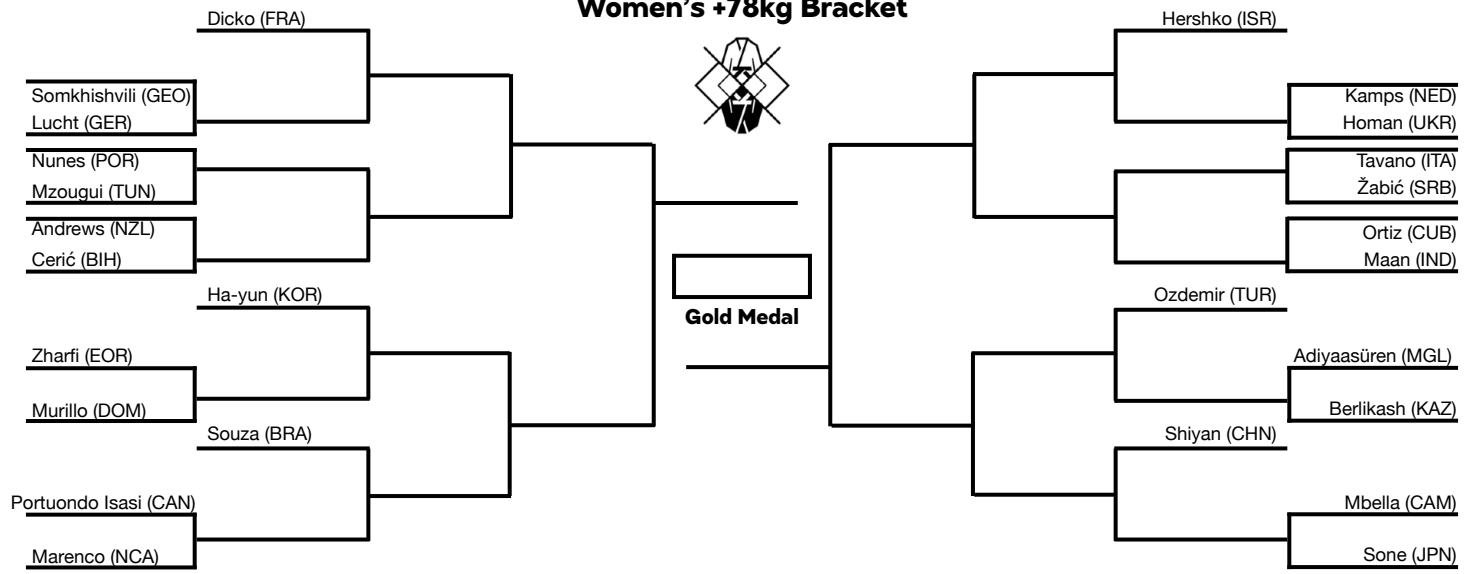 Women's +78kg Bracket
Dicko (FRA)
Somkhishvili (GEO)
Lucht (GER)
Nunes (POR)
Mzougui (TUN)
Andrews (NZL)
Cerić (BIH)
Ha-yun (KOR)
Zharfi (EOR)
Murillo (DOM)
Souza (BRA)
Portuondo Isasi (CAN)
Marenco (NCA)
Gold Medal
Hershko (ISR)
Kamps (NED)
Homan (UKR)
Tavano (ITA)
Žabić (SRB)
Ortiz (CUB)
Maan (IND)
Ozdemir (TUR)
Adiyaasüren (MGL)
Berlikash (KAZ)
Shiyan (CHN)
Mbella (CAM)
Sone (JPN)